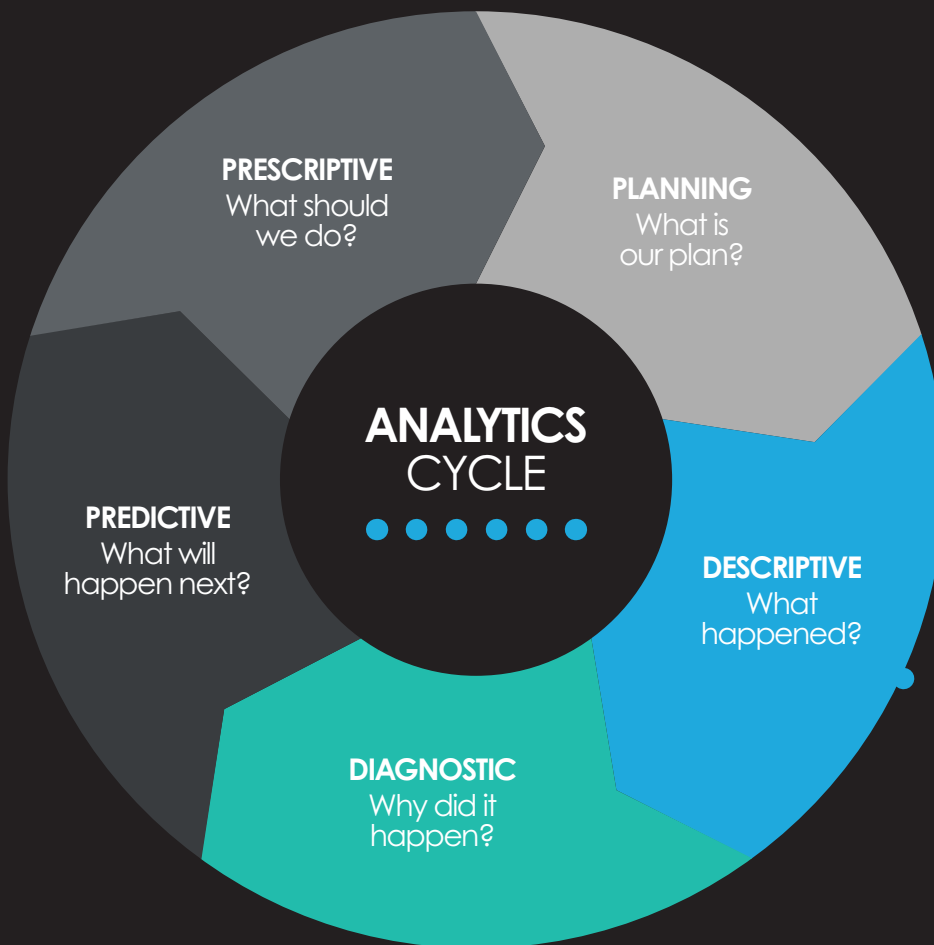 PRESCRIPTIVE
What should
we do?
PLANNING
What is
our plan?
ANALYTICS
CYCLE
PREDICTIVE
What will
happen next?
DESCRIPTIVE
What
happened?
DIAGNOSTIC
Why did it
happen?